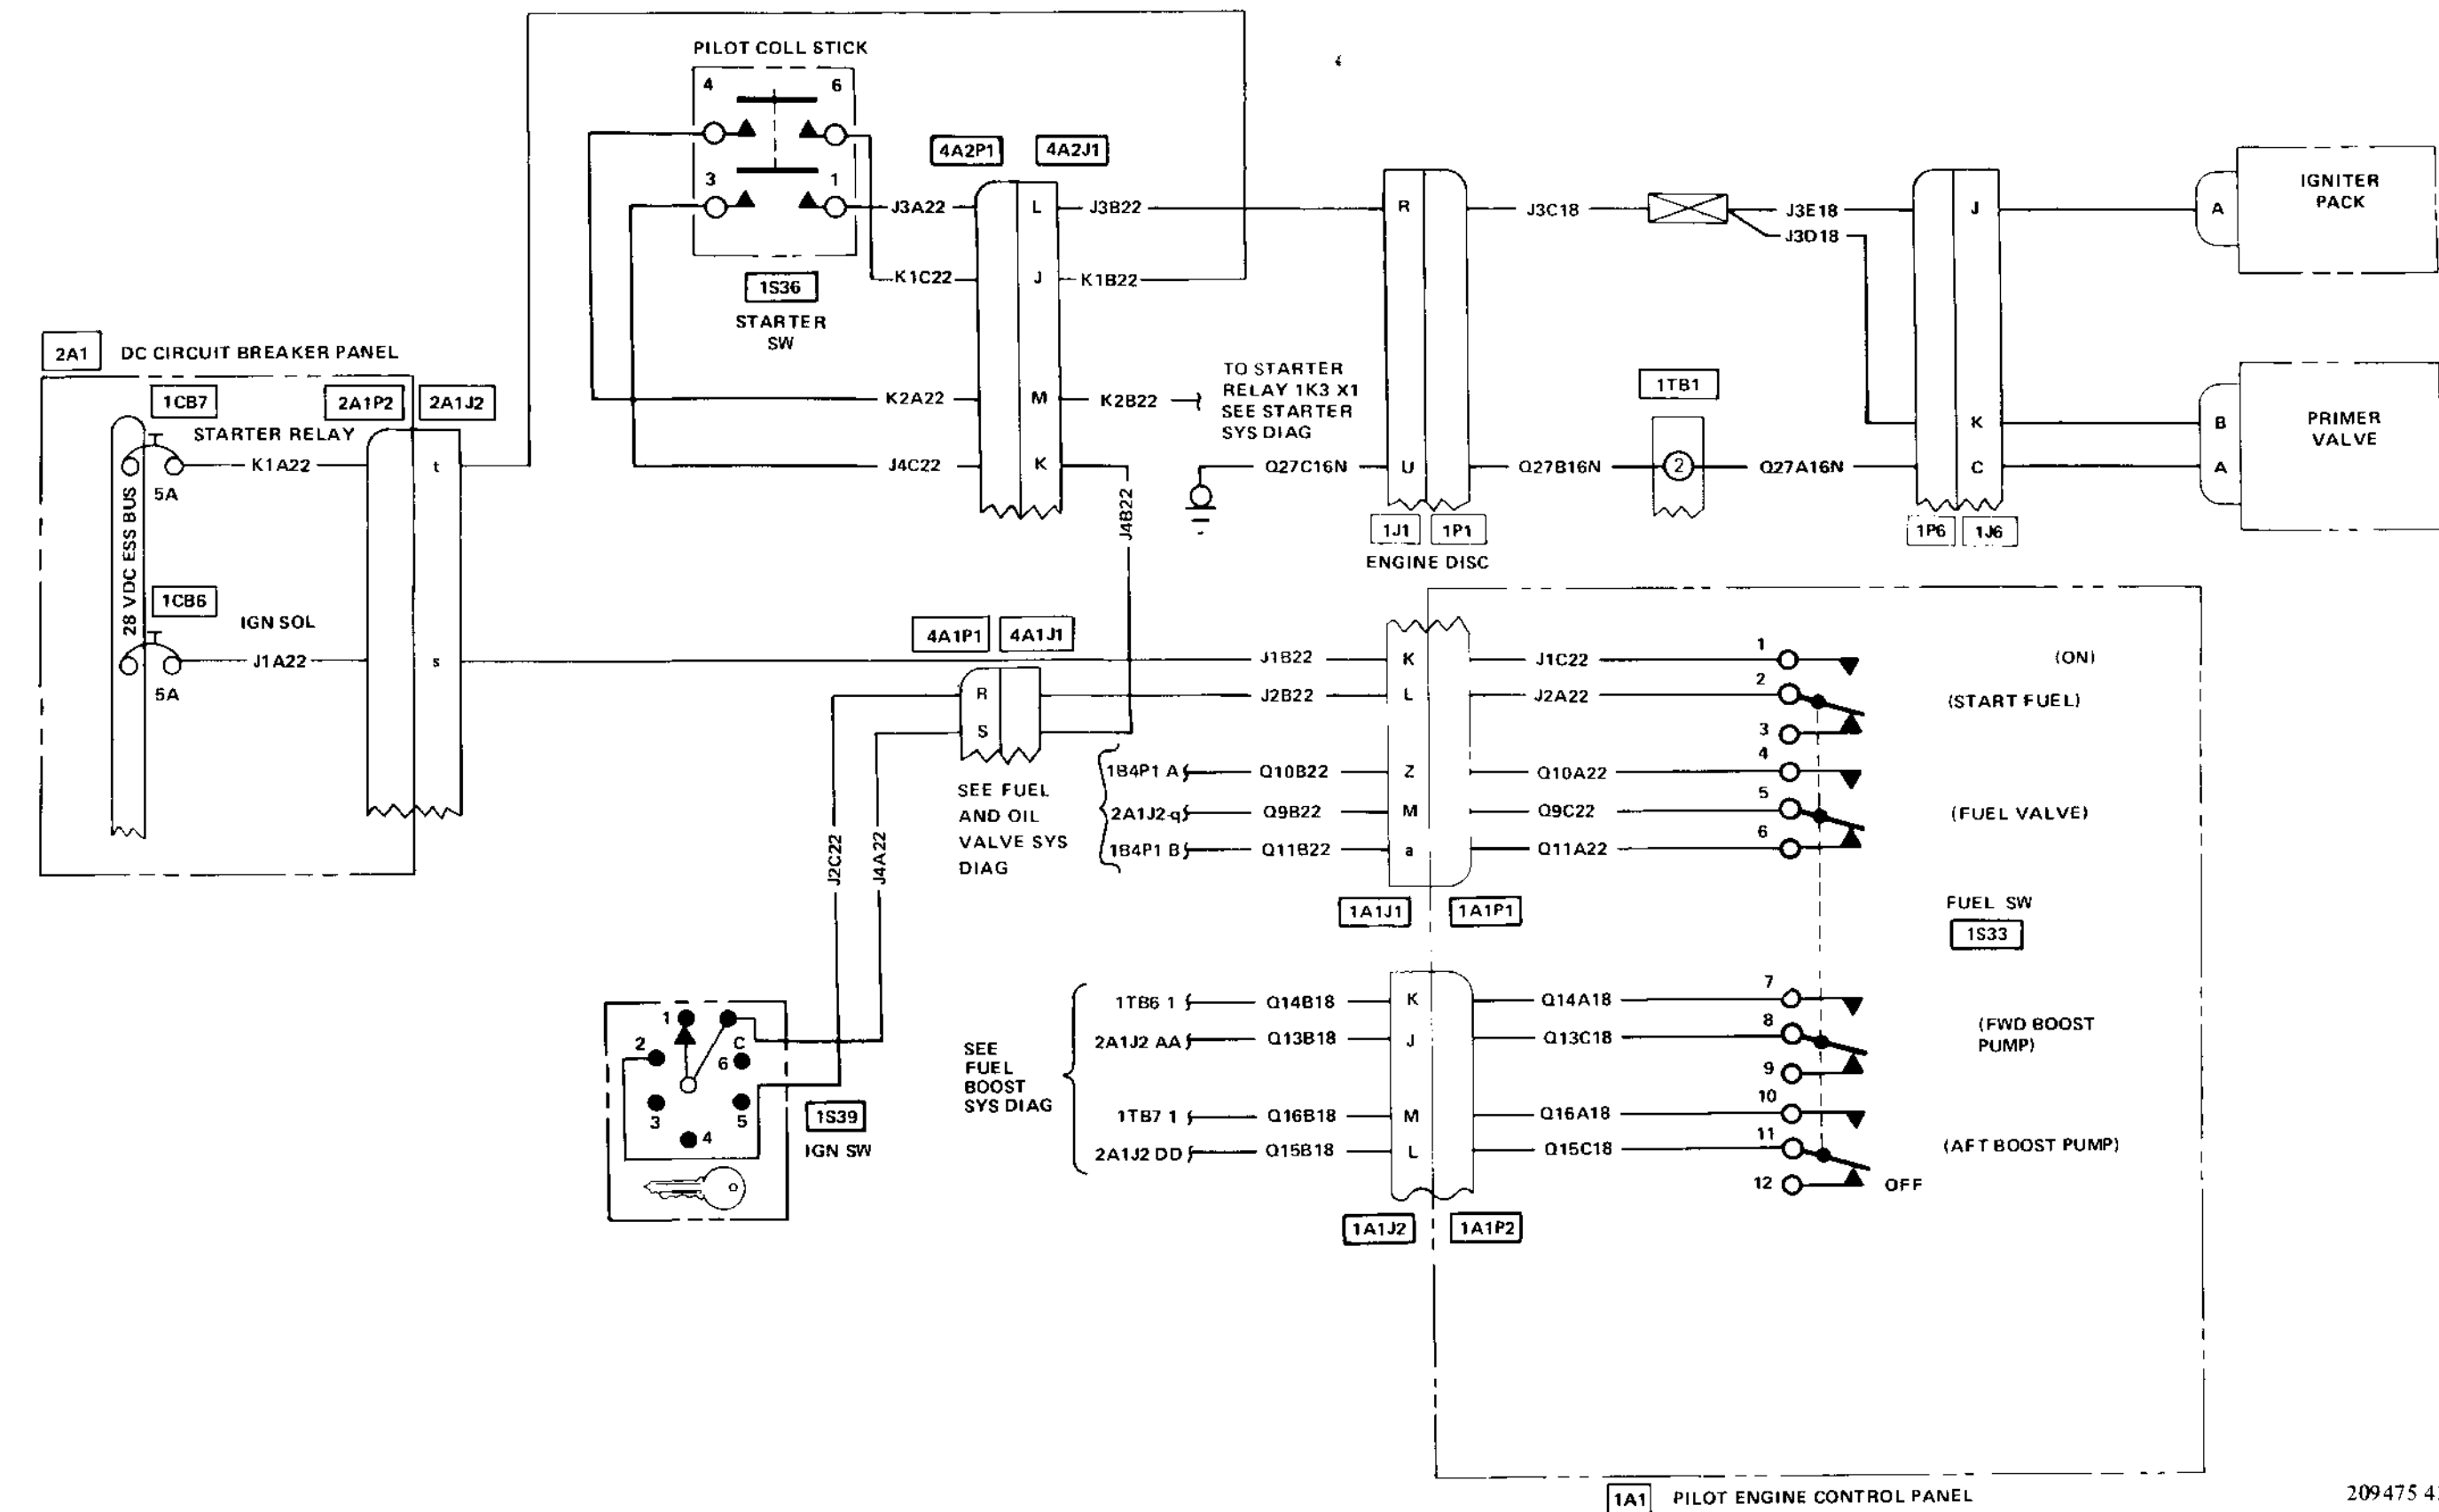 PILOT COLL STICK
4 6
3 1
1S36
STARTER
SW
4A2P1 4A2J1
J3A22 L J3B22
K1C22 J K1B22
K2A22 M K2B22
J4C22 K
J4B22
TO STARTER
RELAY 1K3 X1
SEE STARTER
SYS DIAG
R J3C18 J3E18 J
J3D18
A
IGNITER
PACK
1TB1
K B
PRIMER
VALVE
Q27C16N U Q27B16N 2 Q27A16N C A
1J1 1P1
ENGINE DISC
1P6 1J6
2A1 DC CIRCUIT BREAKER PANEL
1CB7 2A1P2 2A1J2
STARTER RELAY
K1A22 t
5A
28 VDC ESS BUS
1CB6
IGN SOL
J1A22 s
5A
4A1P1 4A1J1
J1B22 K J1C22 1 (ON)
R J2B22 L J2A22 2 (START FUEL)
S
3
SEE FUEL
AND OIL
VALVE SYS
DIAG
1B4P1 A Q10B22 Z Q10A22 4
2A1J2-q Q9B22 M Q9C22 5 (FUEL VALVE)
1B4P1 B Q11B22 a Q11A22 6
J2C22
J4A22
1A1J1 1A1P1
FUEL SW
1S33
SEE
FUEL
BOOST
SYS DIAG
1TB6 1 Q14B18 K Q14A18 7
2A1J2 AA Q13B18 J Q13C18 8
(FWD BOOST
PUMP)
9
1TB7 1 Q16B18 M Q16A18 10
2A1J2 DD Q15B18 L Q15C18 11 (AFT BOOST PUMP)
12 OFF
1A1J2 1A1P2
1
2 C
6
3 5
4
1S39
IGN SW
1A1 PILOT ENGINE CONTROL PANEL